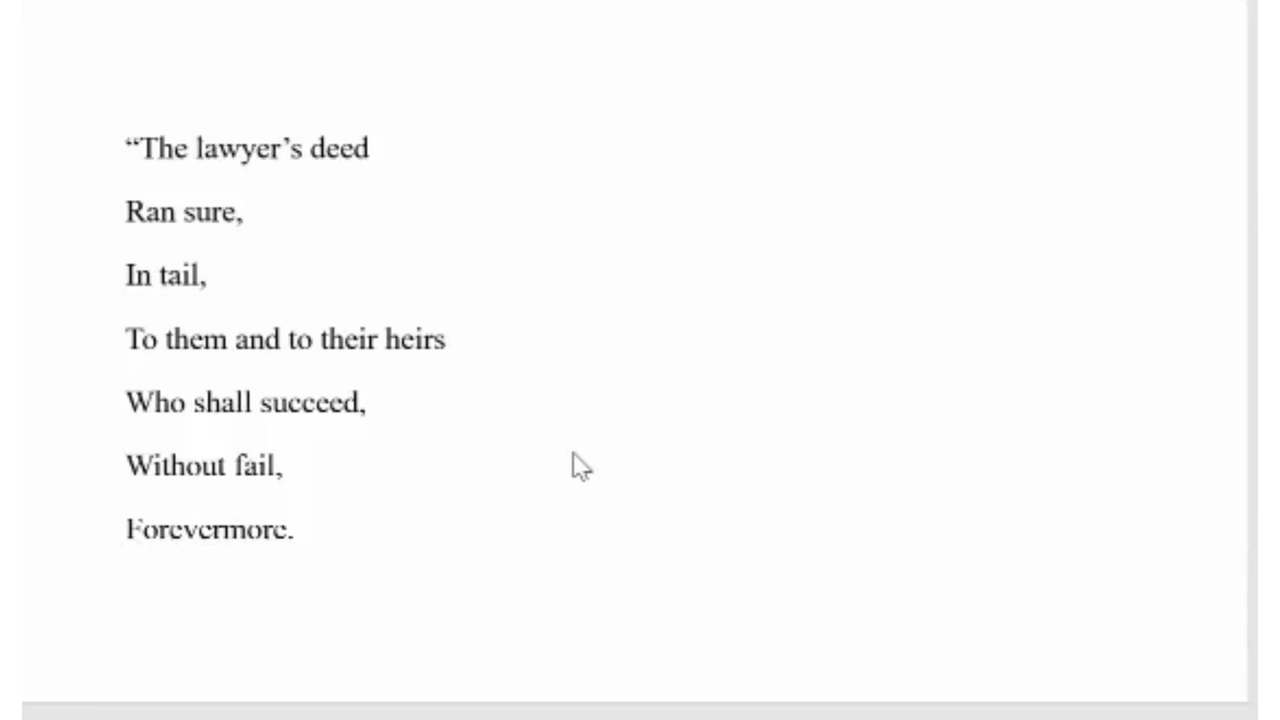 “The lawyer’s deed
Ran sure,
In tail,
To them and to their heirs
Who shall succeed,
Without fail,
Forevermore.